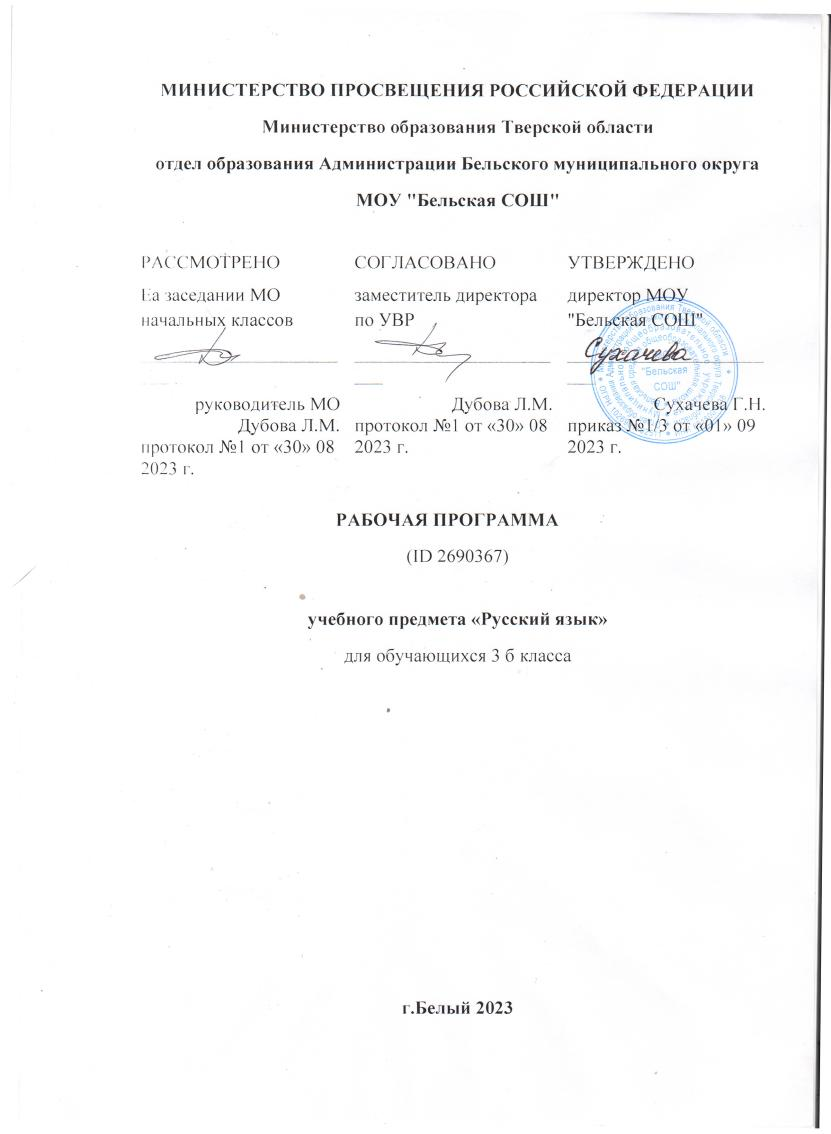 МИНИСТЕРСТВО ПРОСВЕЩЕНИЯ РОССИЙСКОЙ ФЕДЕРАЦИИ
Министерство образования Тверской области
отдел образования Администрации Бельского муниципального округа
МОУ "Бельская СОШ"
РАССМОТРЕНО
Еа заседании МО
начальных классов
руководитель МО
Дубова Л.М.
протокол №1 от «30» 08
2023 г.
СОГЛАСОВАНО
заместитель директора
по УВР
Дубова Л.М.
протокол №1 от «30» 08
2023 г.
УТВЕРЖДЕНО
директор МОУ
"Бельская СОШ"
Сухачева
Сухачева Г.Н.
приказ №1/3 от «01» 09
2023 г.
"Бельская
СОШ"
РАБОЧАЯ ПРОГРАММА
(ID 2690367)
учебного предмета «Русский язык»
для обучающихся 3 б класса
г.Белый 2023